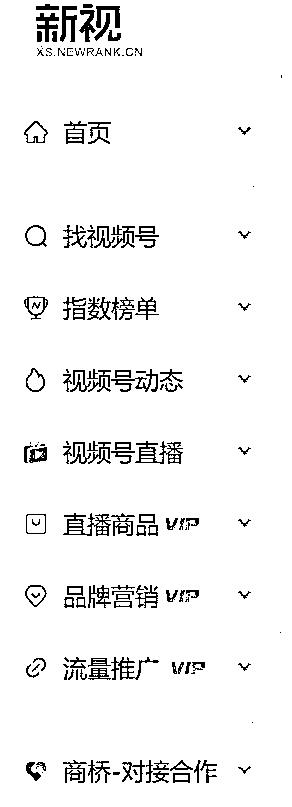 新视
XS.NEWRANK.CN
首页
找视频号
指数榜单
视频号动态
视频号直播
直播商品 VIP
品牌营销 VIP
流量推广 VIP
商桥-对接合作